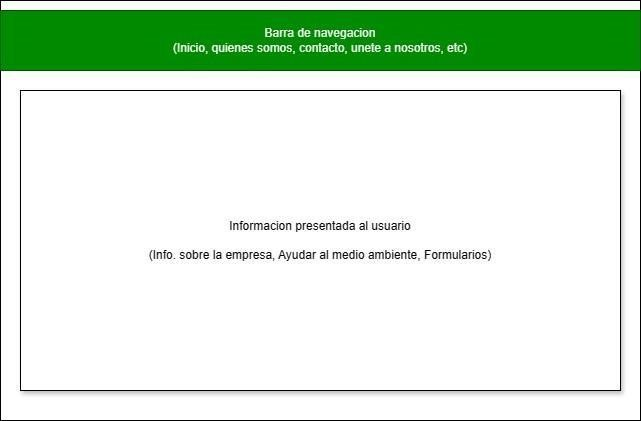 Barra de navegacion
(Inicio, quienes somos, contacto, unete a nosotros, etc)
Informacion presentada al usuario
(Info. sobre la empresa, Ayudar al medio ambiente, Formularios)